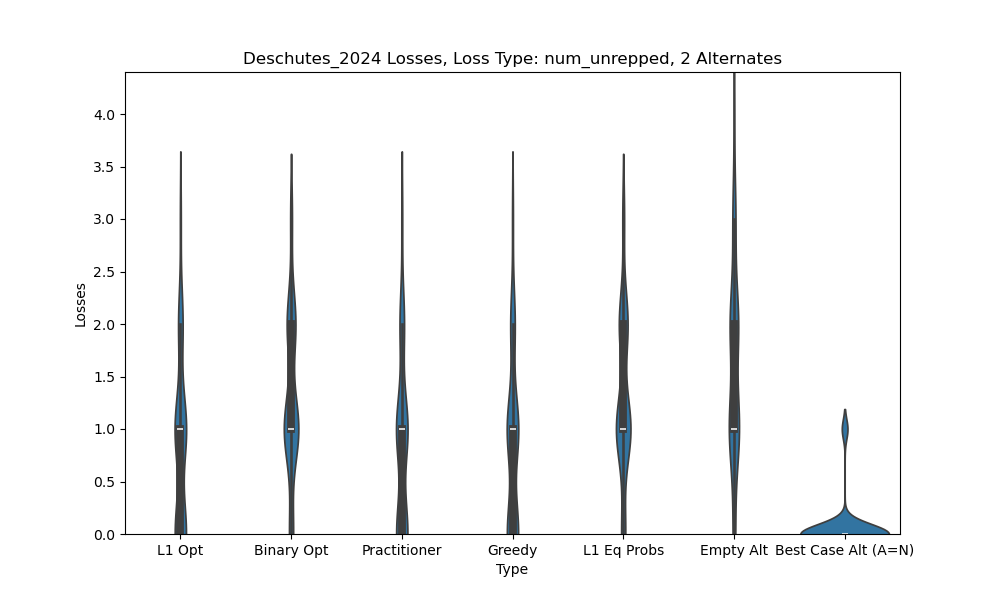 Deschutes_2024 Losses, Loss Type: num_unrepped, 2 Alternates
4.0
3.5
3.0
2.5
2.0
1.5
1.0
0.5
0.0
Losses
L1 Opt Binary Opt Practitioner Greedy L1 Eq Probs Empty Alt Best Case Alt (A=N)
Type